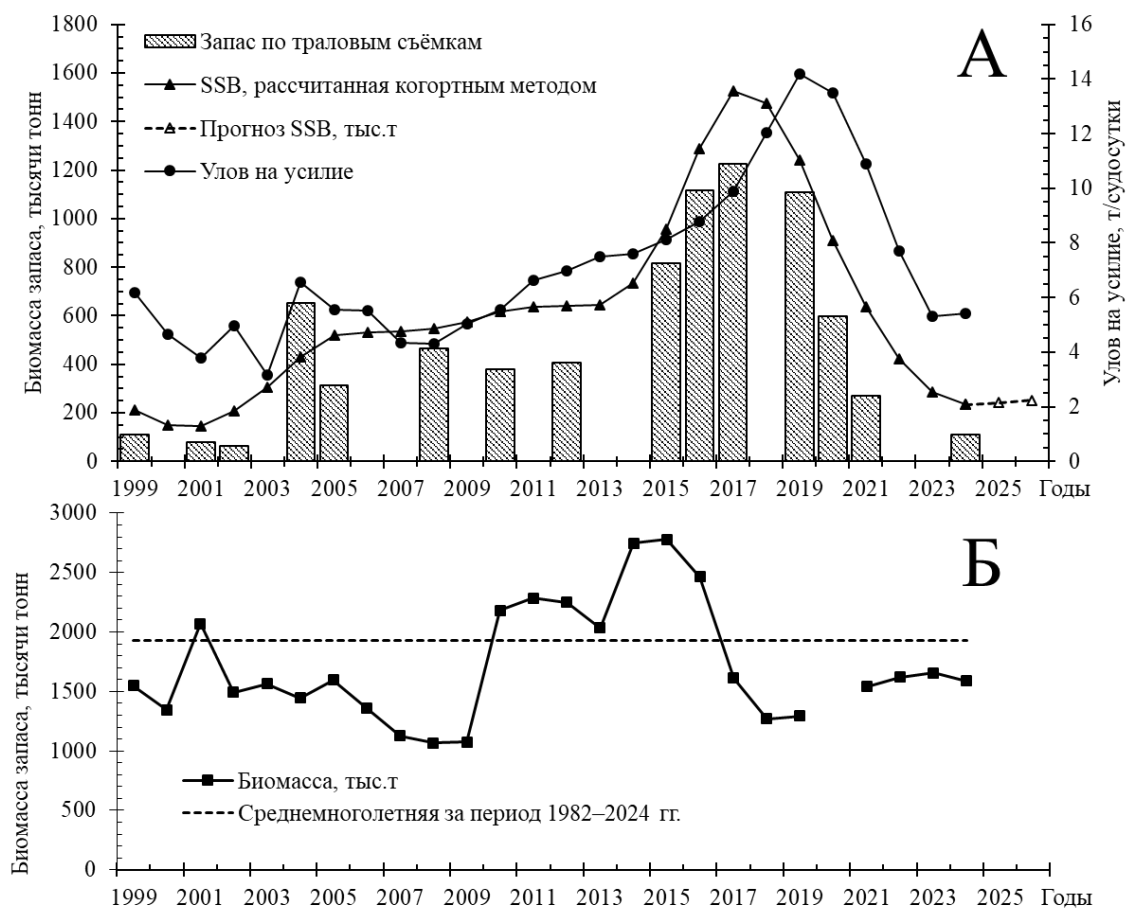 1800
1600
1400
1200
1000
800
600
400
200
0
Биомасса запаса, тысячи тонн
Запас по траловым съёмкам
SSB, рассчитанная когортным методом
Прогноз SSB, тыс.т
Улов на усилие
А
16
14
12
10
8
6
4
2
0
Улов на усилие, т/судосутки
1999 2001 2003 2005 2007 2009 2011 2013 2015 2017 2019 2021 2023 2025 Годы
3000
2500
2000
1500
1000
500
0
Биомасса запаса, тысячи тонн
Б
Биомасса, тыс.т
Среднемноголетняя за период 1982–2024 гг.
1999 2001 2003 2005 2007 2009 2011 2013 2015 2017 2019 2021 2023 2025 Годы